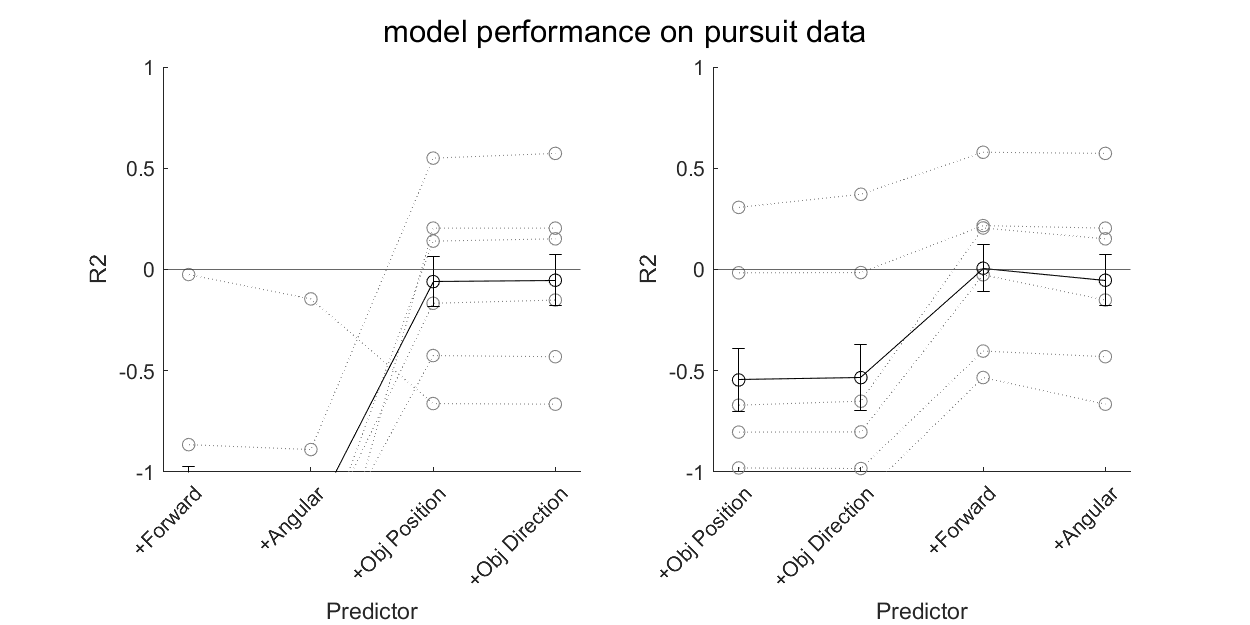 model performance on pursuit data
R2
1
0.5
0
-0.5
-1
+Forward
+Angular
+Obj Position
+Obj Direction
Predictor
R2
1
0.5
0
-0.5
-1
+Obj Position
+Obj Direction
+Forward
+Angular
Predictor